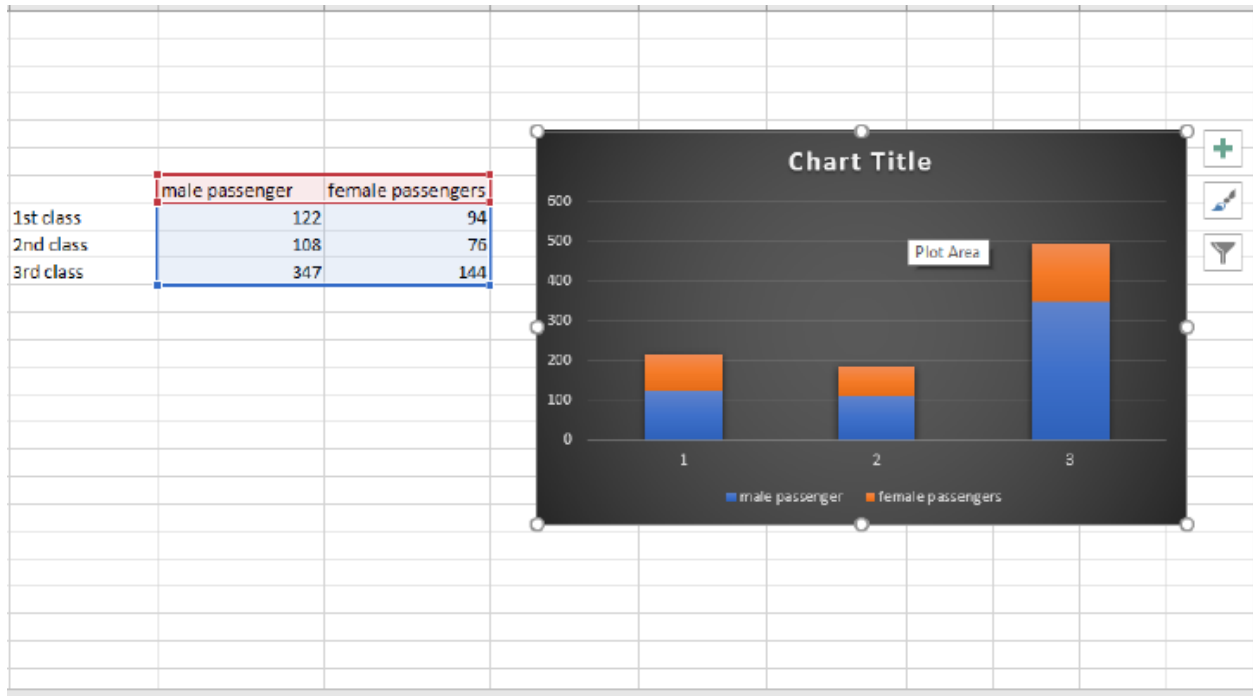 male passenger female passengers
1st class 122 94
2nd class 108 76
3rd class 347 144
Chart Title
600
500
Plot Area
400
300
200
100
0
1 2 3
male passenger female passengers